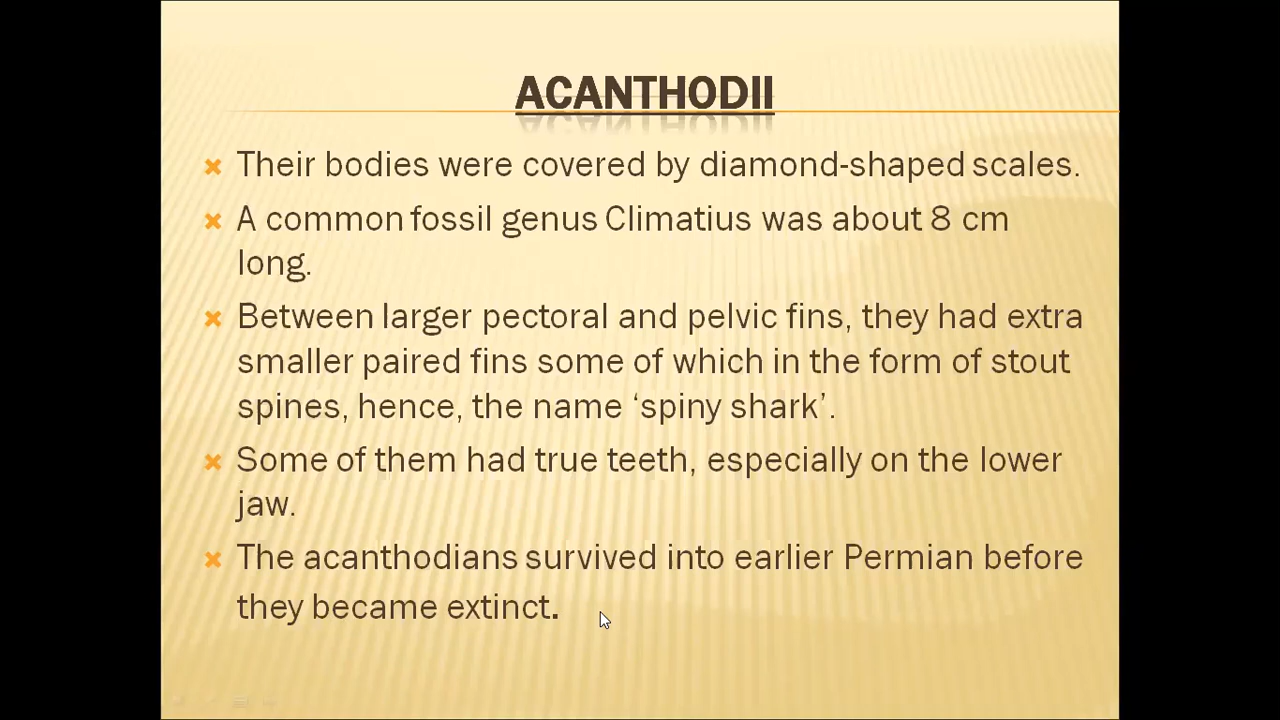 ACANTHODII
Their bodies were covered by diamond-shaped scales.
A common fossil genus Climatius was about 8 cm
long.
Between larger pectoral and pelvic fins, they had extra
smaller paired fins some of which in the form of stout
spines, hence, the name ‘spiny shark’.
Some of them had true teeth, especially on the lower
jaw.
The acanthodians survived into earlier Permian before
they became extinct.